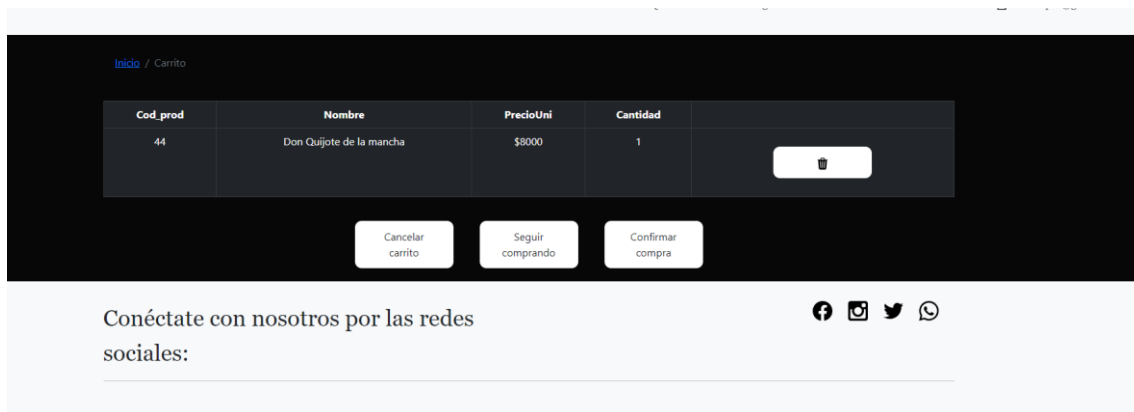 Inicio / Carrito
Cod_prod Nombre PrecioUni Cantidad
44 Don Quijote de la mancha $8000 1
Cancelar carrito
Seguir comprando
Confirmar compra
Conéctate con nosotros por las redes
sociales: